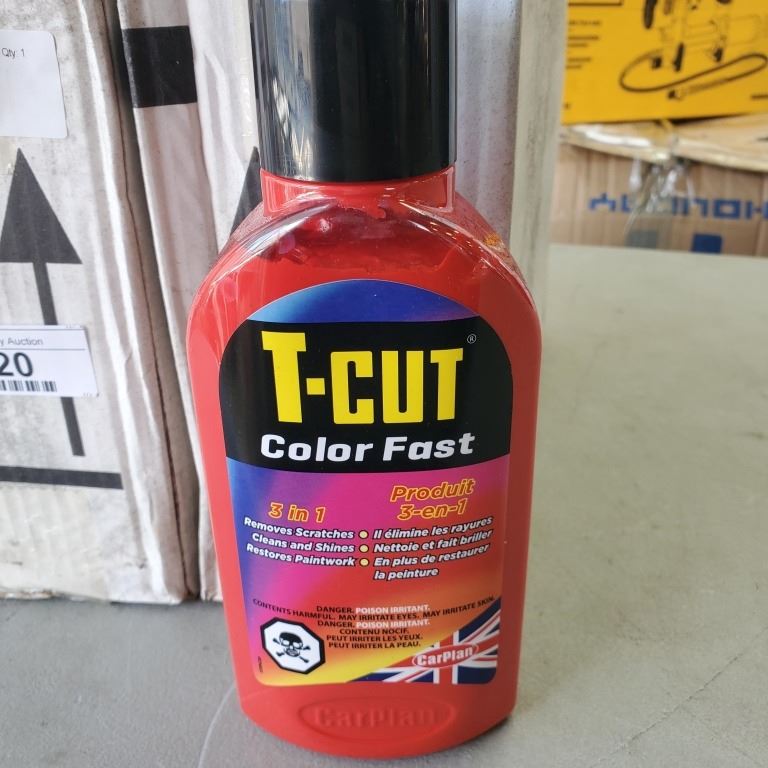 Qty: 1
y Auction
20
T-CUT®
Color Fast
3 in 1
Removes Scratches
Cleans and Shines
Restores Paintwork
Produit
3-en-1
Il élimine les rayures
Nettoie et fait briller
En plus de restaurer
la peinture
DANGER. POISON IRRITANT.
CONTENTS HARMFUL. MAY IRRITATE EYES. MAY IRRITATE SKIN.
DANGER. POISON IRRITANT.
CONTENU NOCIF.
PEUT IRRITER LES YEUX.
PEUT IRRITER LA PEAU.
CarPlan
CarPlan